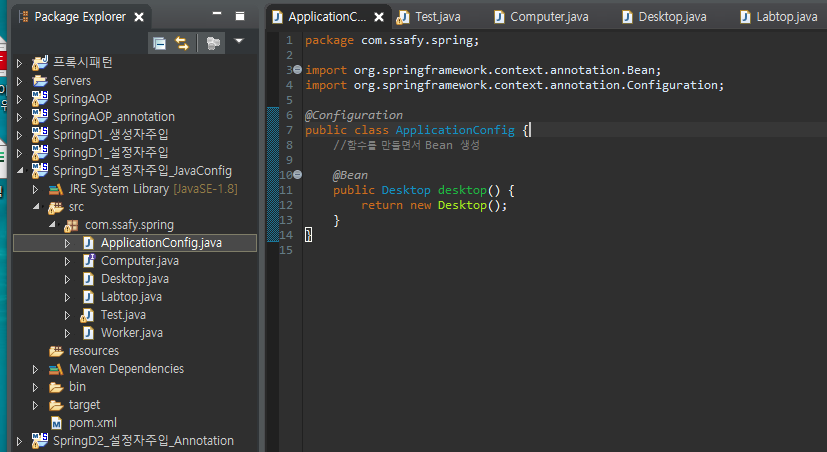 Package Explorer
프록시패턴
Servers
SpringAOP
SpringAOP_annotation
SpringD1_생성자주입
SpringD1_설정자주입
SpringD1_설정자주입_JavaConfig
JRE System Library [JavaSE-1.8]
src
com.ssafy.spring
ApplicationConfig.java
Computer.java
Desktop.java
Labtop.java
Test.java
Worker.java
resources
Maven Dependencies
bin
target
pom.xml
SpringD2_설정자주입_Annotation
ApplicationC... Test.java Computer.java Desktop.java Labtop.java
1 package com.ssafy.spring;
2
3 import org.springframework.context.annotation.Bean;
4 import org.springframework.context.annotation.Configuration;
5
6 @Configuration
7 public class ApplicationConfig {
8 //함수를 만들면서 Bean 생성
9
10 @Bean
11 public Desktop desktop() {
12 return new Desktop();
13 }
14 }
15